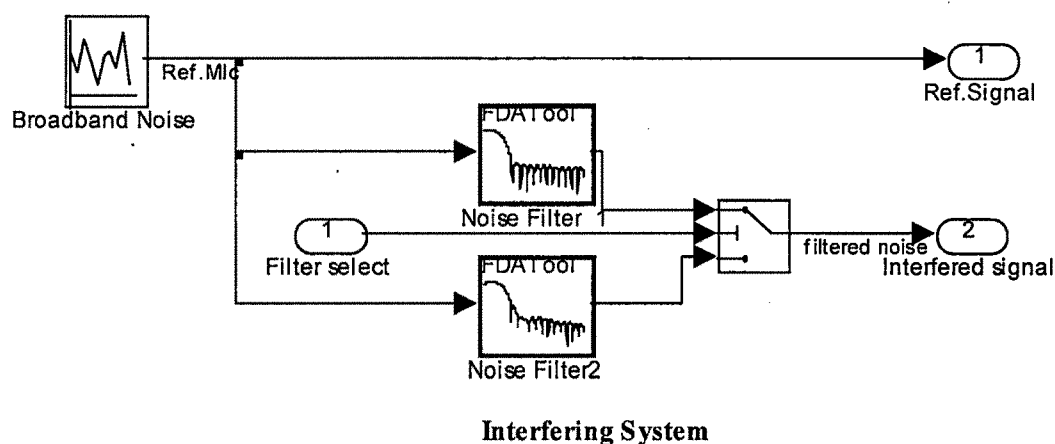 Ref.Mic
Broadband Noise
1
Ref.Signal
FDATool
Noise Filter
1
Filter select
filtered noise
2
Interfered signal
FDATool
Noise Filter2
Interfering System